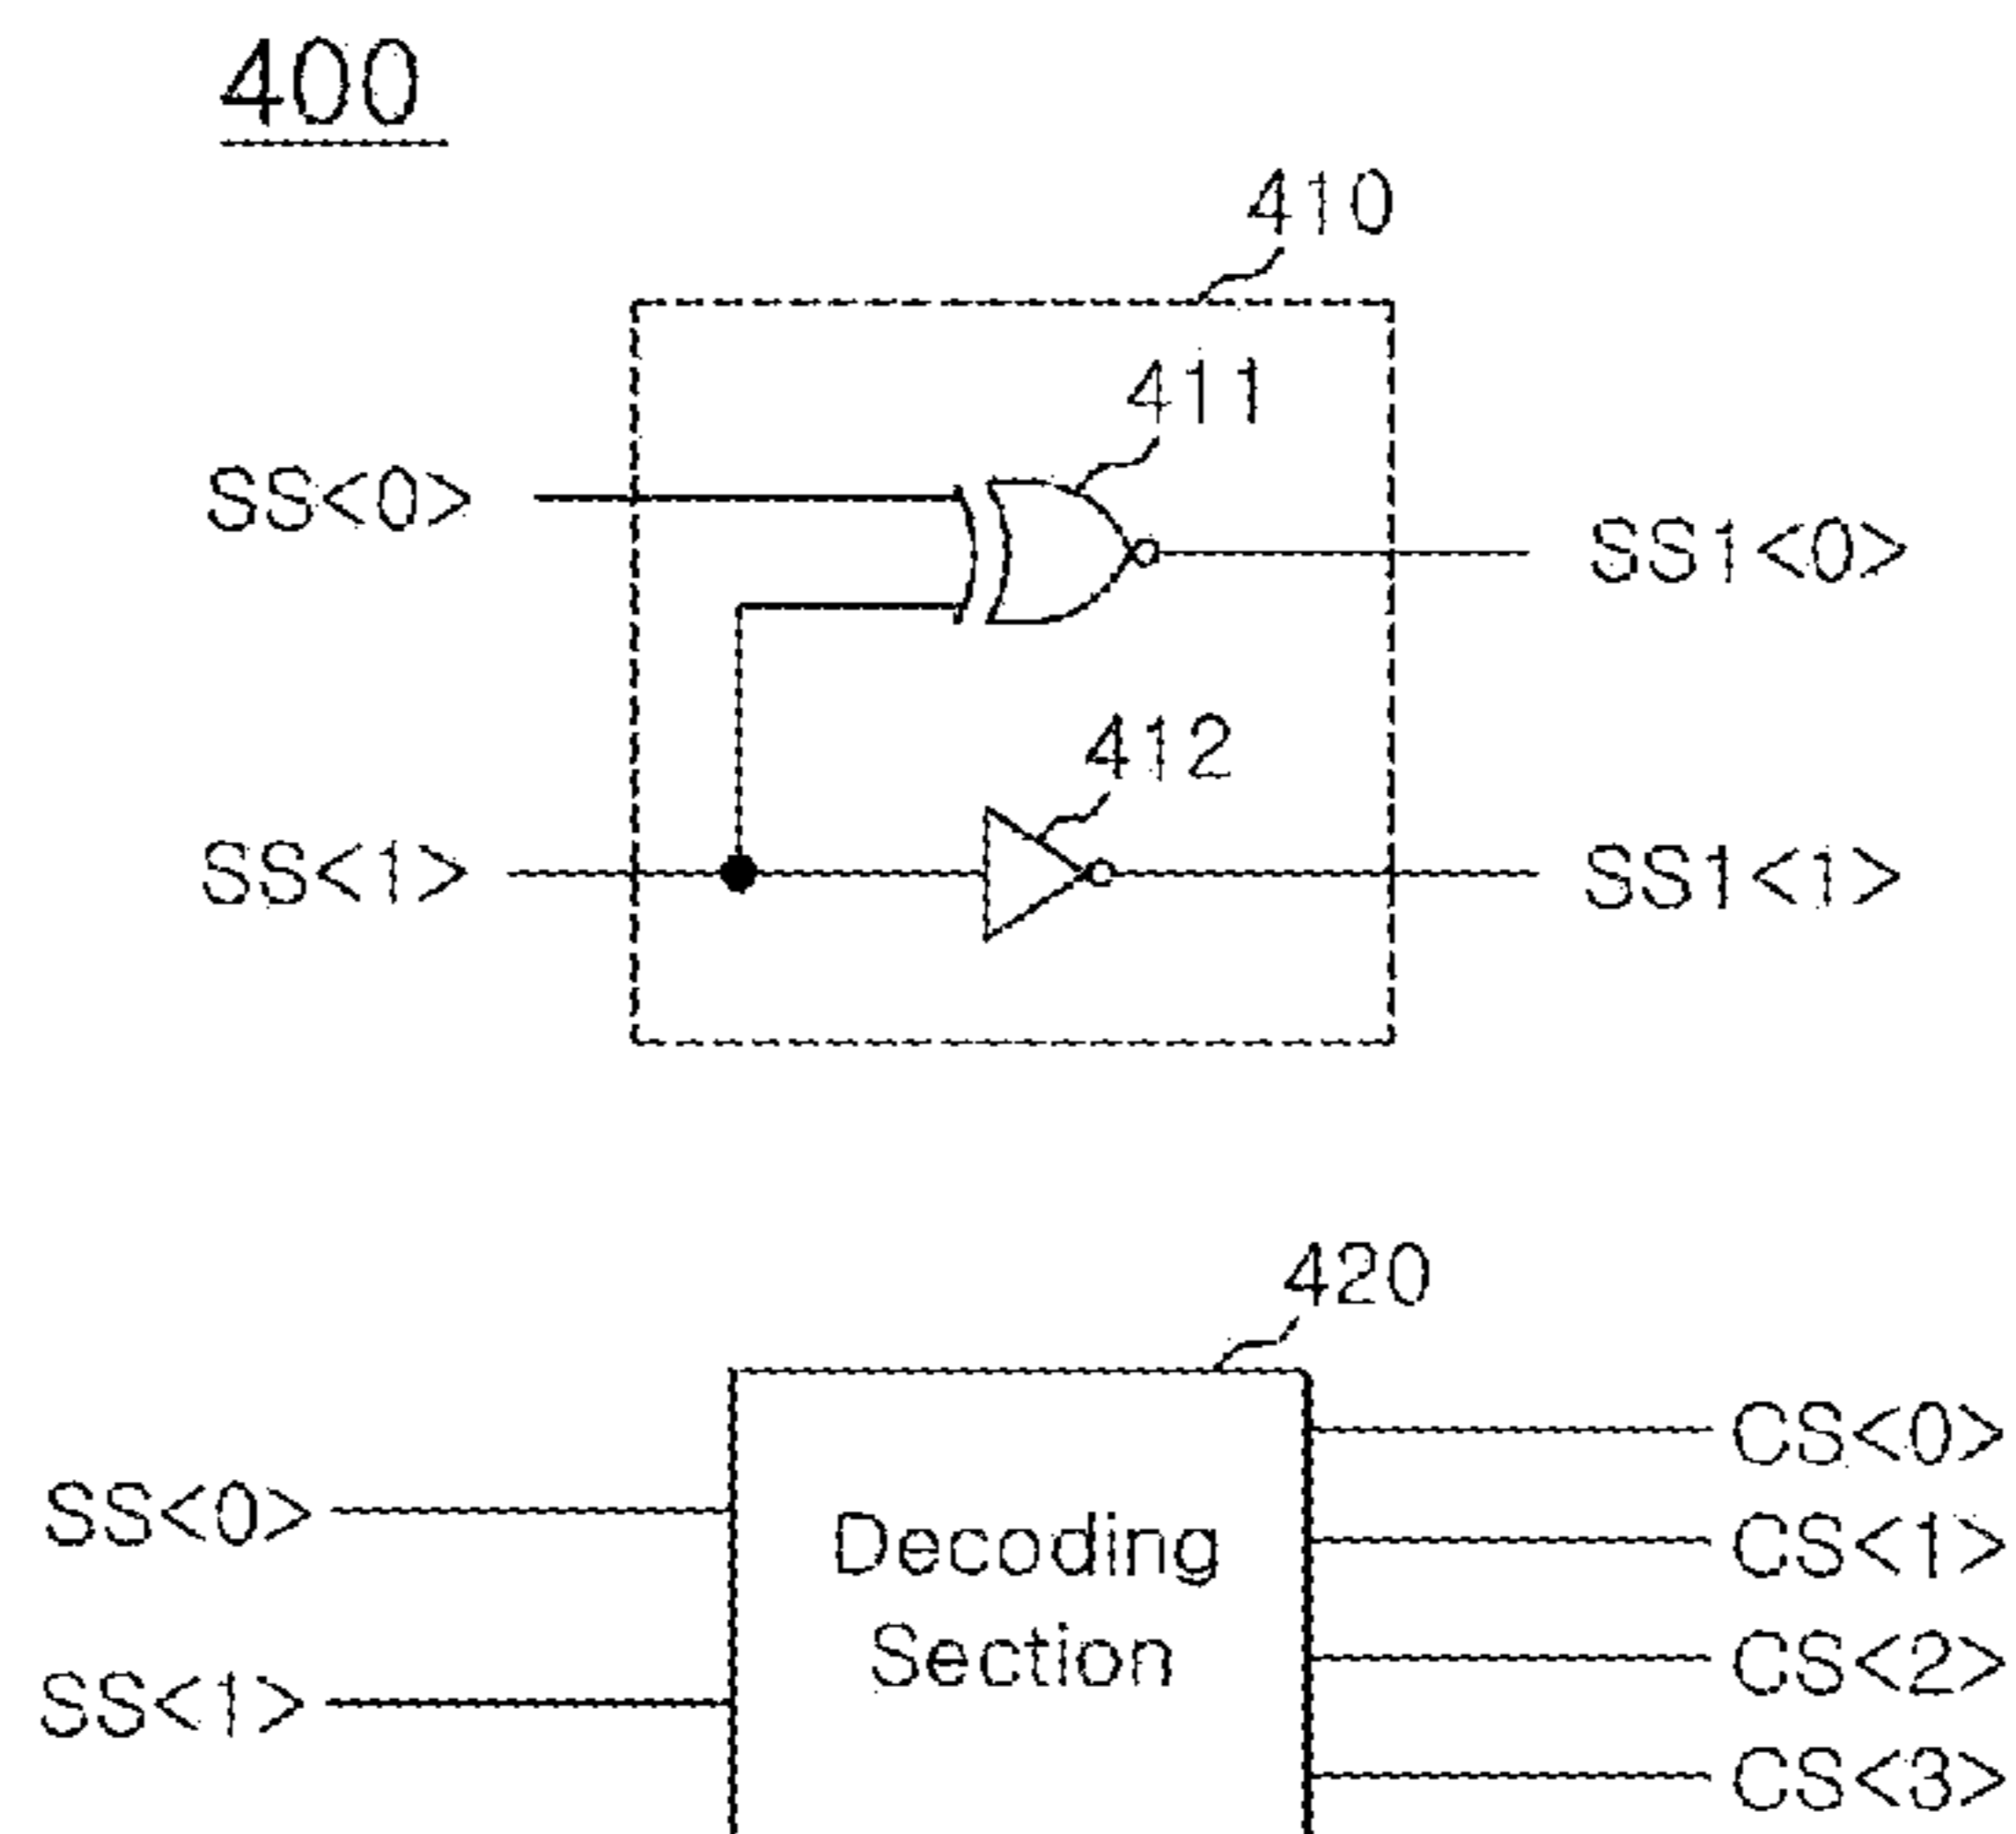 400
410
411
SS<0>
SS1<0>
412
SS<1>
SS1<1>
420
CS<0>
SS<0>
Decoding
CS<1>
Section
CS<2>
SS<1>
CS<3>